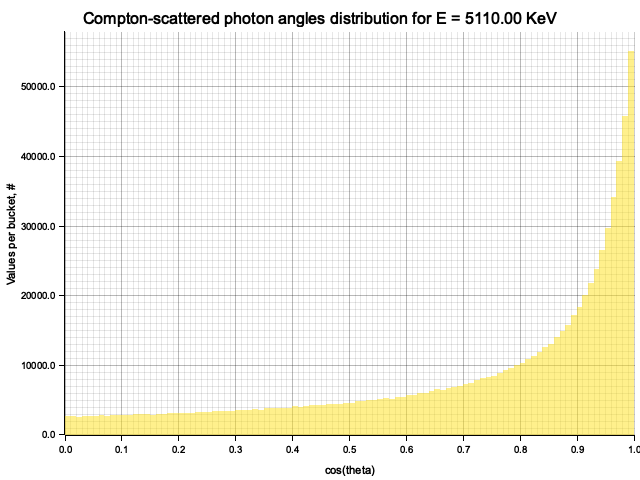 Compton-scattered photon angles distribution for E = 5110.00 KeV
Values per bucket, #
50000.0
40000.0
30000.0
20000.0
10000.0
0.0
0.0 0.1 0.2 0.3 0.4 0.5 0.6 0.7 0.8 0.9 1.0
cos(theta)